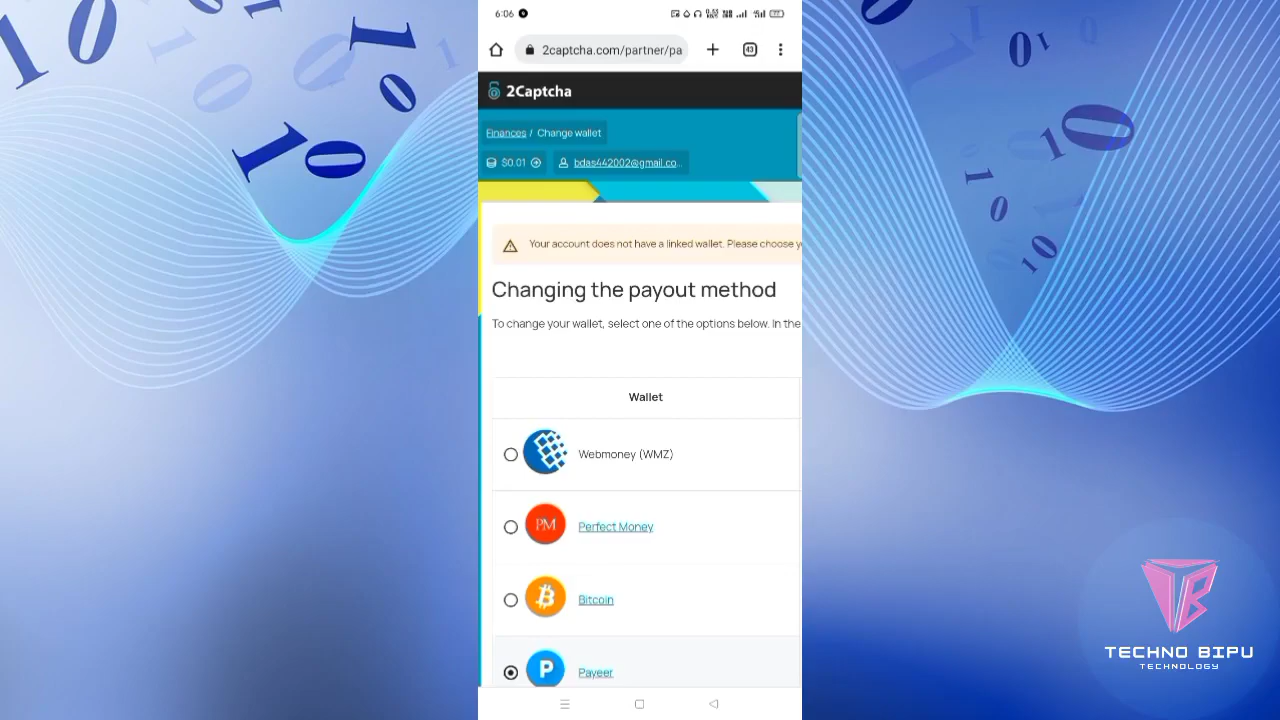 6:06
2captcha.com/partner/pa
43
2Captcha
Finances / Change wallet
$0.01
bdas442002@gmail.co...
Your account does not have a linked wallet. Please choose y
Changing the payout method
To change your wallet, select one of the options below. In the
Wallet
Webmoney (WMZ)
PM
Perfect Money
Bitcoin
P
Payeer
TB
TECHNO BIPU
TECHNOLOGY